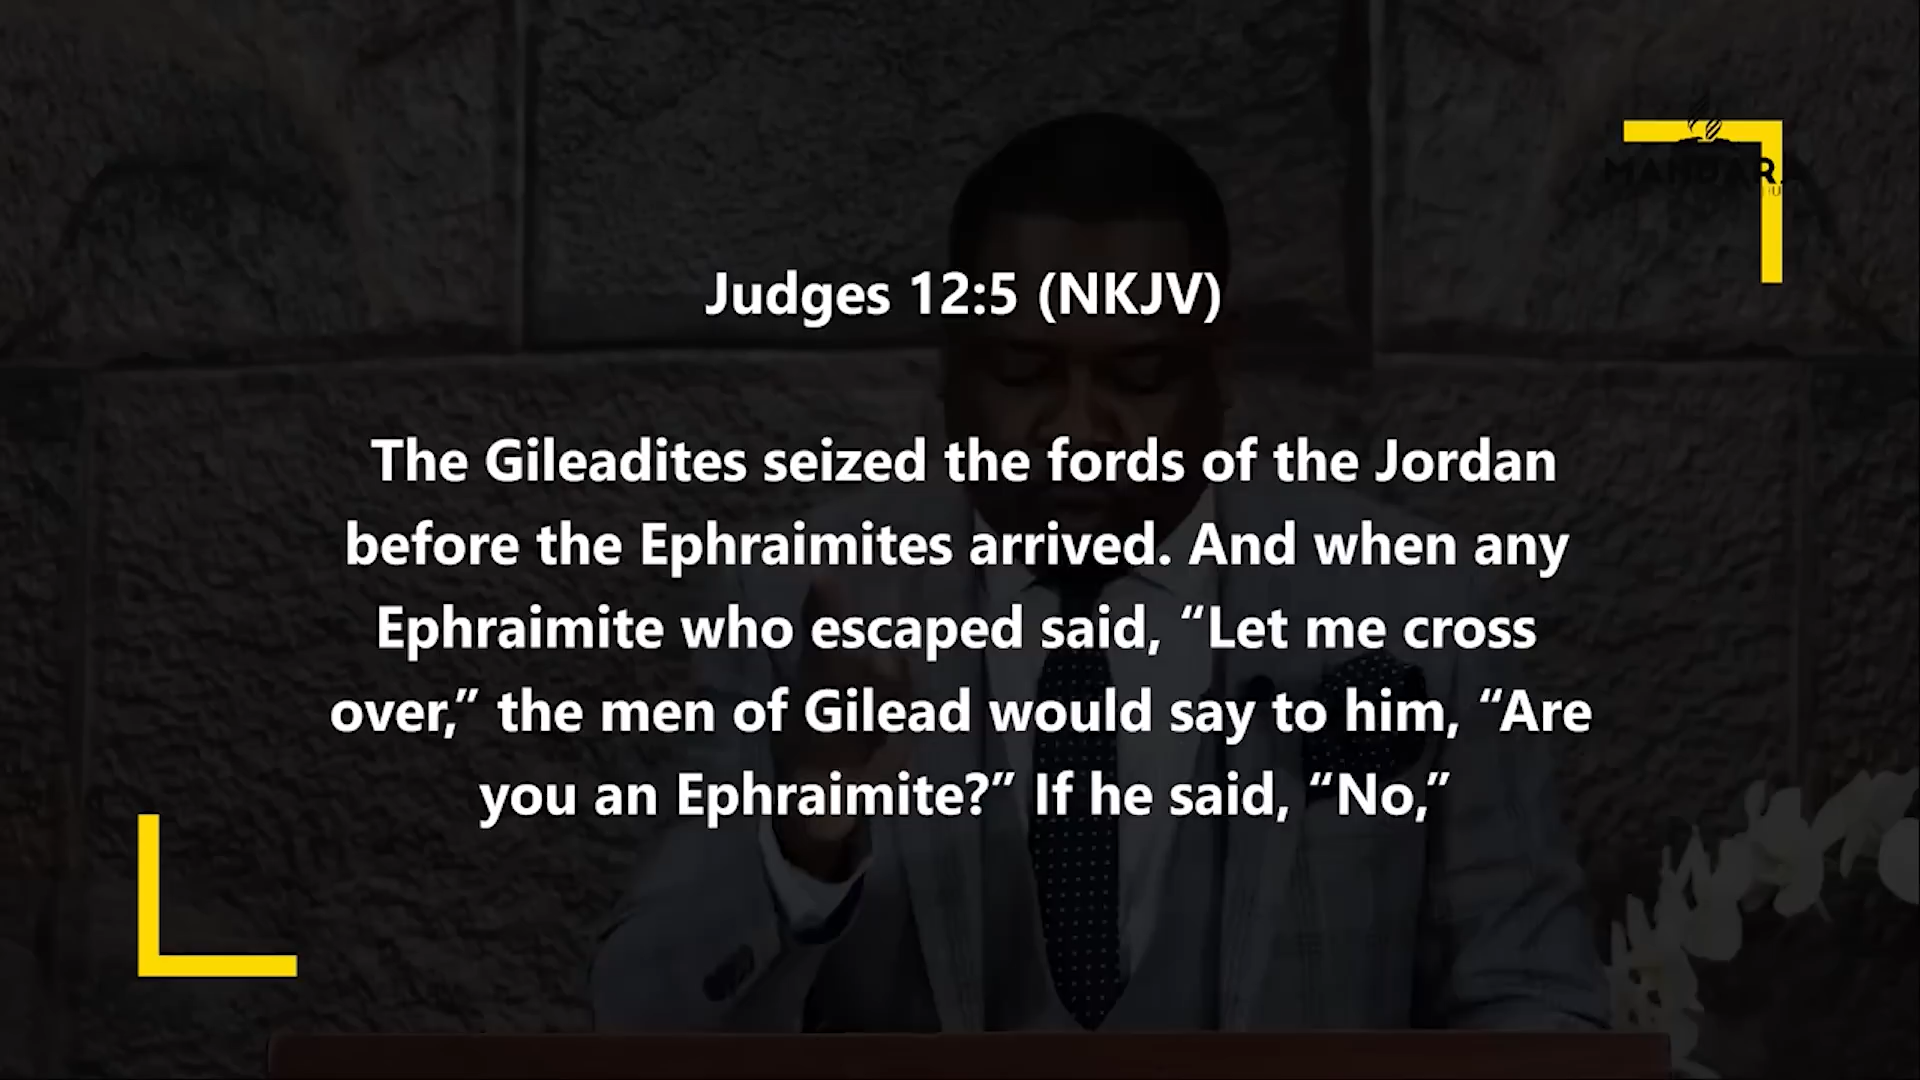 Judges 12:5 (NKJV)
The Gileadites seized the fords of the Jordan
before the Ephraimites arrived. And when any
Ephraimite who escaped said, “Let me cross
over,” the men of Gilead would say to him, “Are
you an Ephraimite?” If he said, “No,”